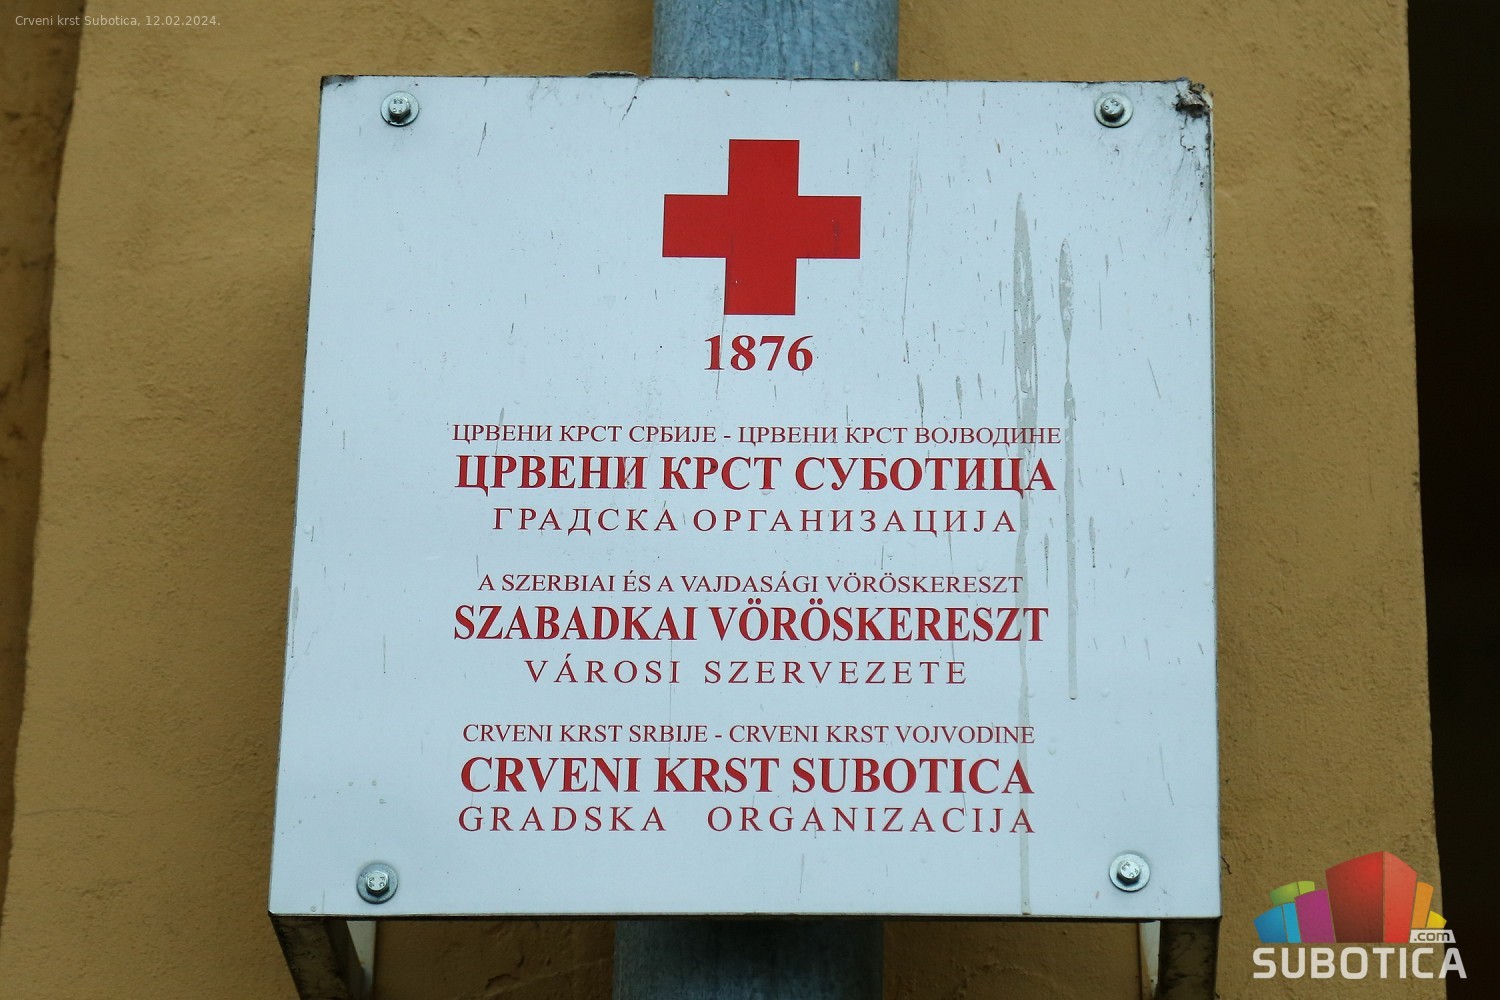 Crveni krst Subotica, 12.02.2024.
1876
ЦРВЕНИ КРСТ СРБИЈЕ - ЦРВЕНИ КРСТ ВОЈВОДИНЕ
ЦРВЕНИ КРСТ СУБОТИЦА
ГРАДСКА ОРГАНИЗАЦИЈА
A SZERBIAI ÉS A VAJDASÁGI VÖRÖSKERESZT
SZABADKAI VÖRÖSKERESZT
VÁROSI SZERVEZETE
CRVENI KRST SRBIJE - CRVENI KRST VOJVODINE
CRVENI KRST SUBOTICA
GRADSKA ORGANIZACIJA
.com
SUBOTICA